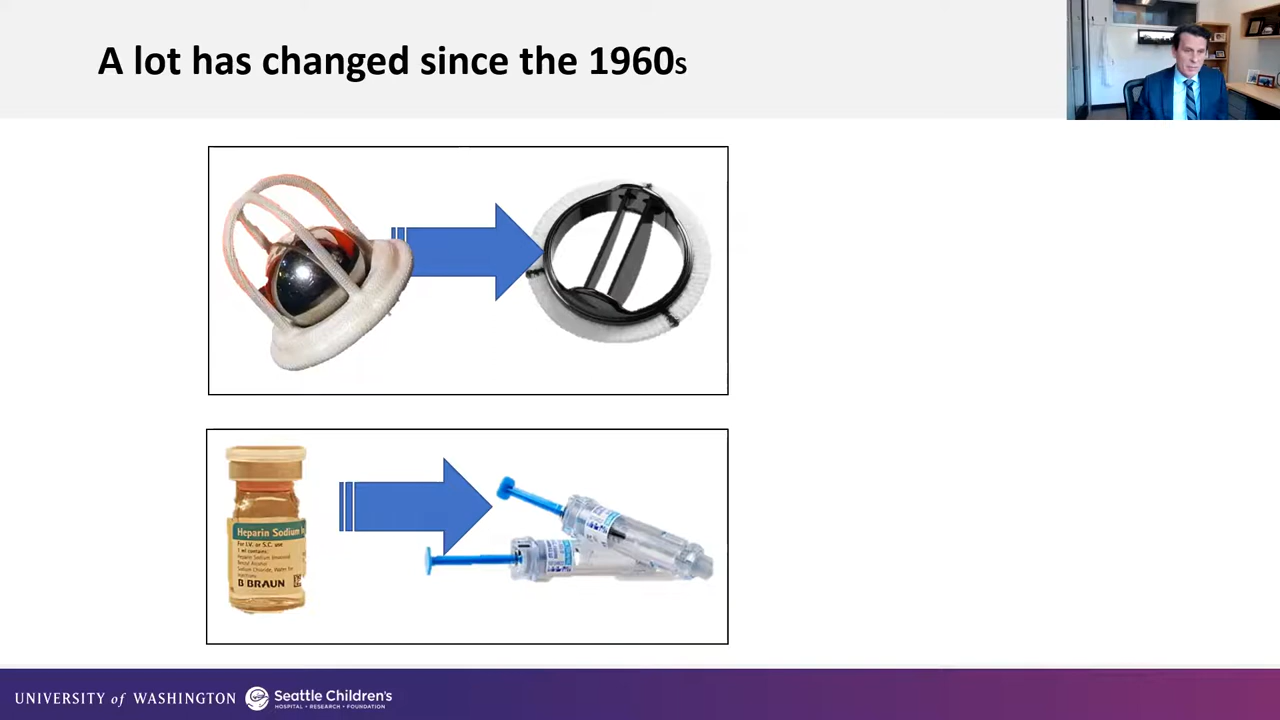 A lot has changed since the 1960s
Heparin Sodium
For I.V. or S.C. use
1 ml contains:
B BRAUN
UNIVERSITY of WASHINGTON
Seattle Children's
HOSPITAL • RESEARCH • FOUNDATION